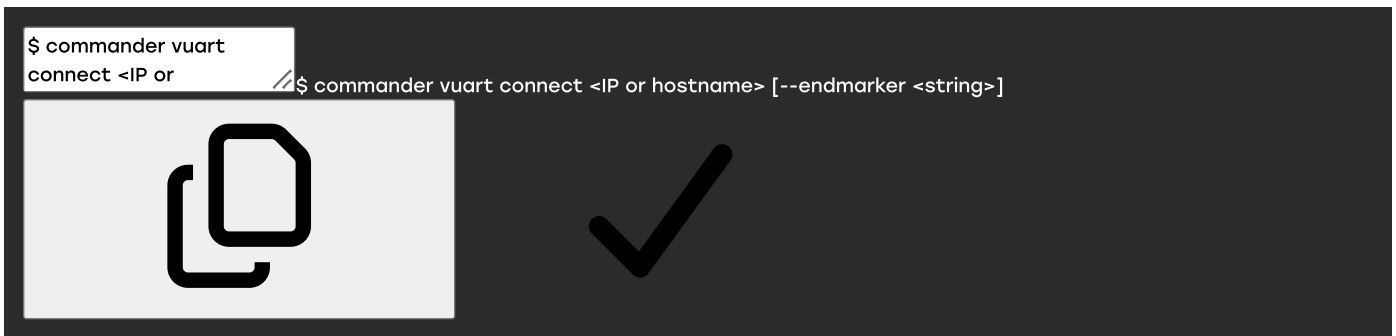 $ commander vuart
connect <IP or
$ commander vuart connect <IP or hostname> [--endmarker <string>]